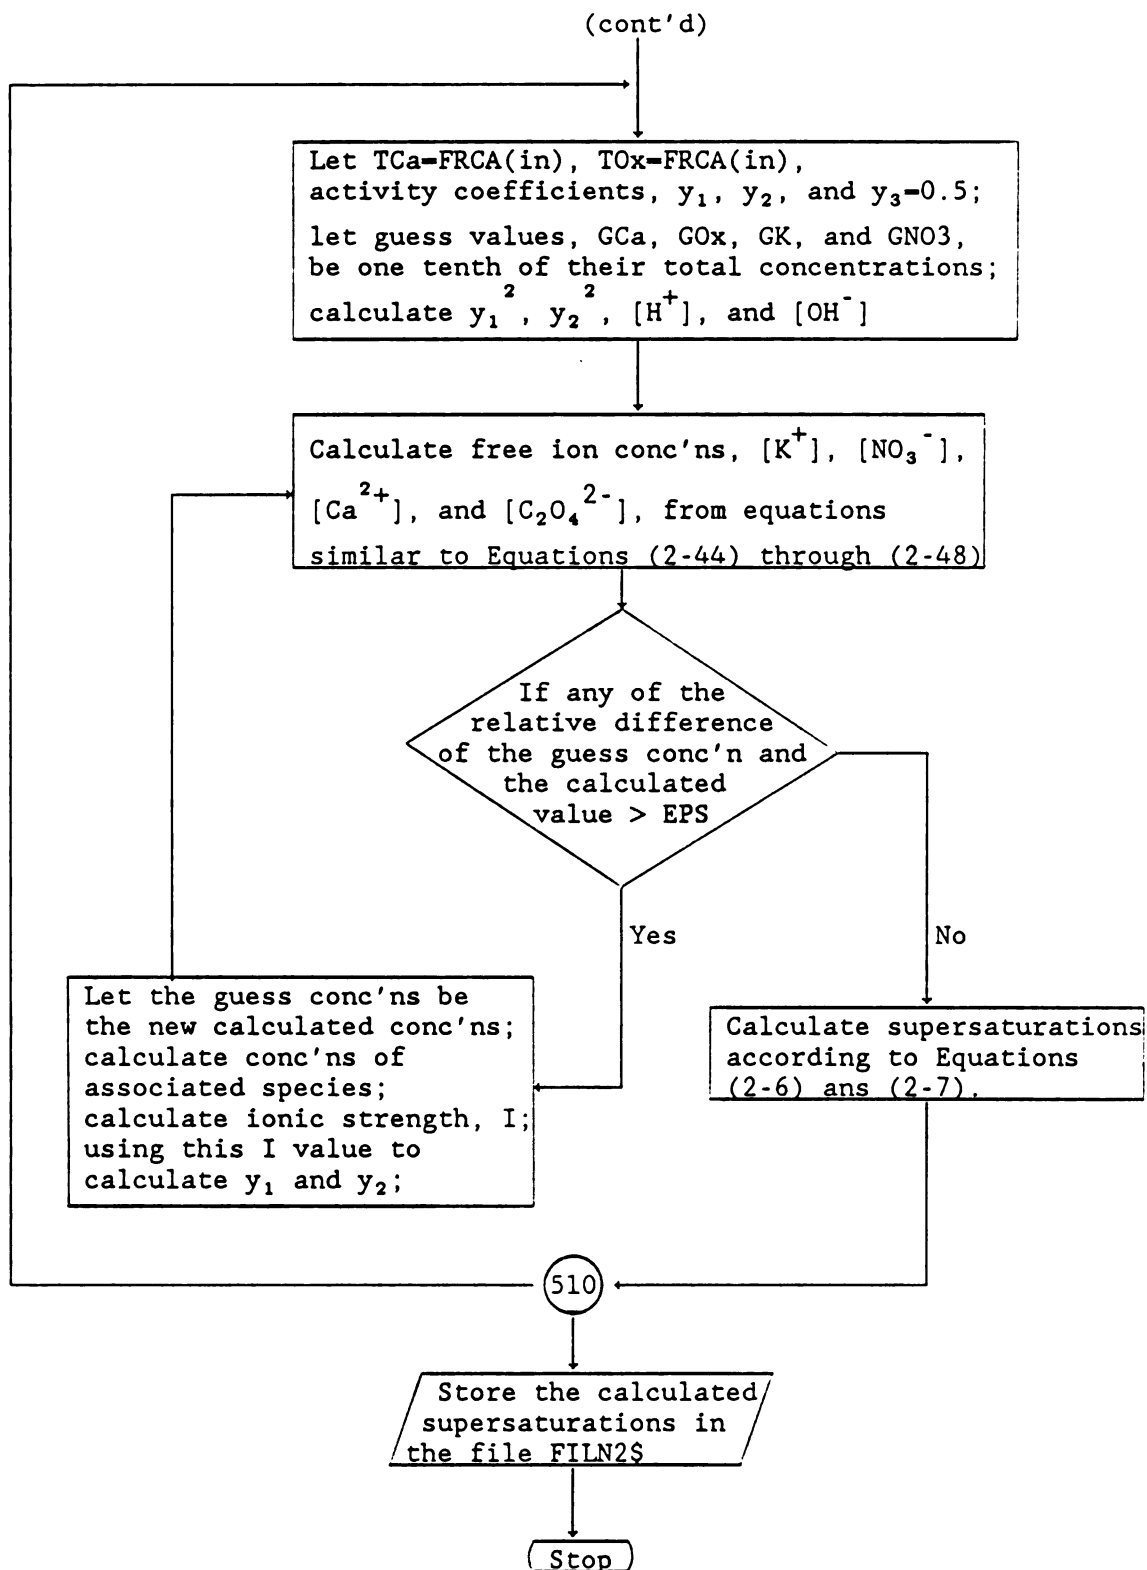 (cont'd)
Let TCa=FRCA(in), TOx=FRCA(in),
activity coefficients, y₁, y₂, and y₃=0.5;
let guess values, GCa, GOx, GK, and GNO3,
be one tenth of their total concentrations;
calculate y₁², y₂², [H⁺], and [OH⁻]
Calculate free ion conc'ns, [K⁺], [NO₃⁻],
[Ca²⁺], and [C₂O₄²⁻], from equations
similar to Equations (2-44) through (2-48)
If any of the
relative difference
of the guess conc'n and
the calculated
value > EPS
Yes
No
Let the guess conc'ns be
the new calculated conc'ns;
calculate conc'ns of
associated species;
calculate ionic strength, I;
using this I value to
calculate y₁ and y₂;
Calculate supersaturations
according to Equations
(2-6) ans (2-7).
510
Store the calculated
supersaturations in
the file FILN2$
Stop